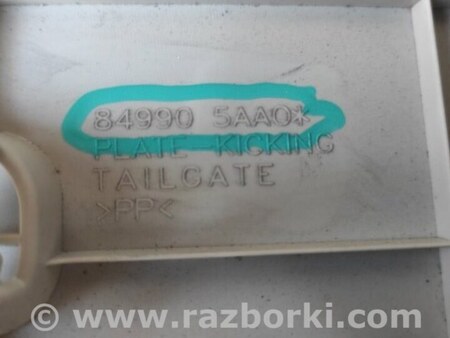 84990 5AA0*
PLATE-KICKING
TAILGATE
>PP<
© www.razborki.com